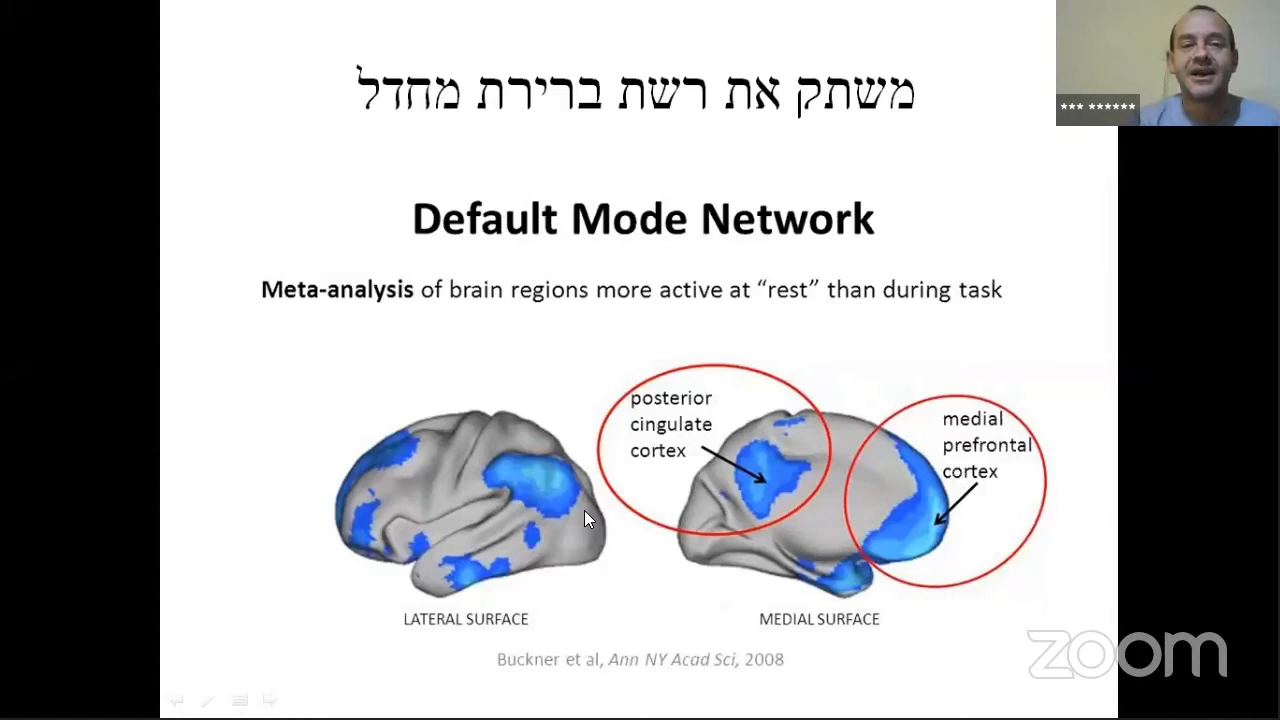 משתק את רשת ברירת מחדל
*** ******
Default Mode Network
Meta-analysis of brain regions more active at “rest” than during task
posterior
cingulate
cortex
medial
prefrontal
cortex
LATERAL SURFACE
MEDIAL SURFACE
Buckner et al, Ann NY Acad Sci, 2008
zoom